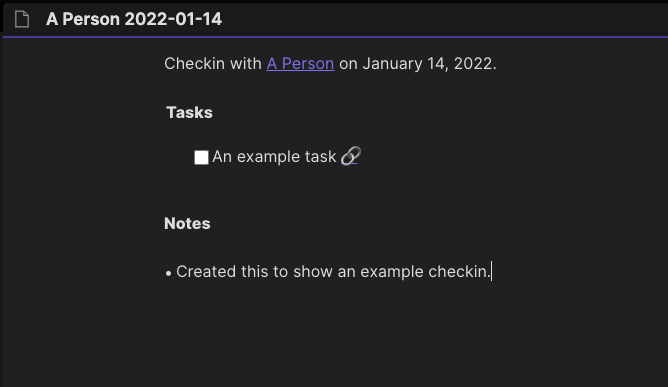 A Person 2022-01-14
Checkin with A Person on January 14, 2022.
Tasks
An example task 🔗
Notes
• Created this to show an example checkin.